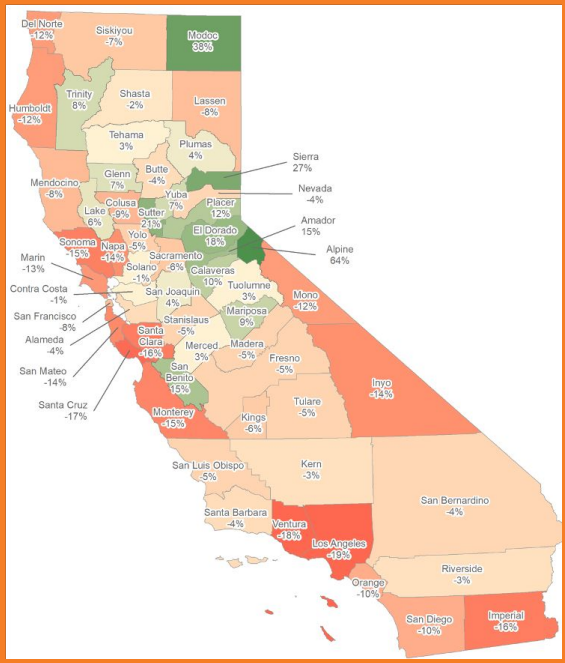 Del Norte
-12%
Siskiyou
-7%
Modoc
38%
Humboldt
-12%
Trinity
8%
Shasta
-2%
Lassen
-8%
Tehama
3%
Plumas
4%
Mendocino
-8%
Glenn
7%
Butte
-4%
Sierra
27%
Nevada
-4%
Colusa
-9%
Yuba
7%
Placer
12%
Lake
6%
Sutter
21%
Amador
15%
El Dorado
18%
Alpine
64%
Sonoma
-15%
Napa
-14%
Yolo
-5%
Sacramento
-6%
Marin
-13%
Solano
-1%
Calaveras
10%
Tuolumne
3%
Contra Costa
-1%
San Joaquin
4%
Mono
-12%
San Francisco
-8%
Mariposa
9%
Stanislaus
-5%
Alameda
-4%
Santa
Clara
-16%
Merced
3%
Madera
-5%
San Mateo
-14%
San
Benito
15%
Fresno
-5%
Inyo
-14%
Santa Cruz
-17%
Monterey
-15%
Kings
-6%
Tulare
-5%
San Luis Obispo
-5%
Kern
-3%
San Bernardino
-4%
Santa Barbara
-4%
Ventura
-18%
Los Angeles
-19%
Orange
-10%
Riverside
-3%
San Diego
-10%
Imperial
-16%